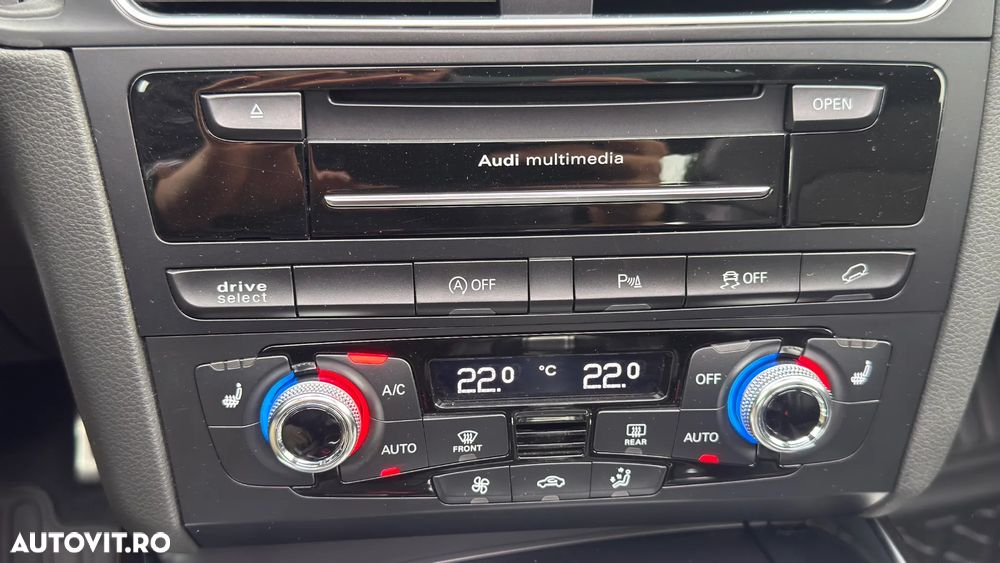 OPEN
Audi multimedia
drive
select
A OFF
P
OFF
22.0 °C 22.0
A/C
OFF
AUTO
FRONT
REAR
AUTO
AUTOVIT.RO